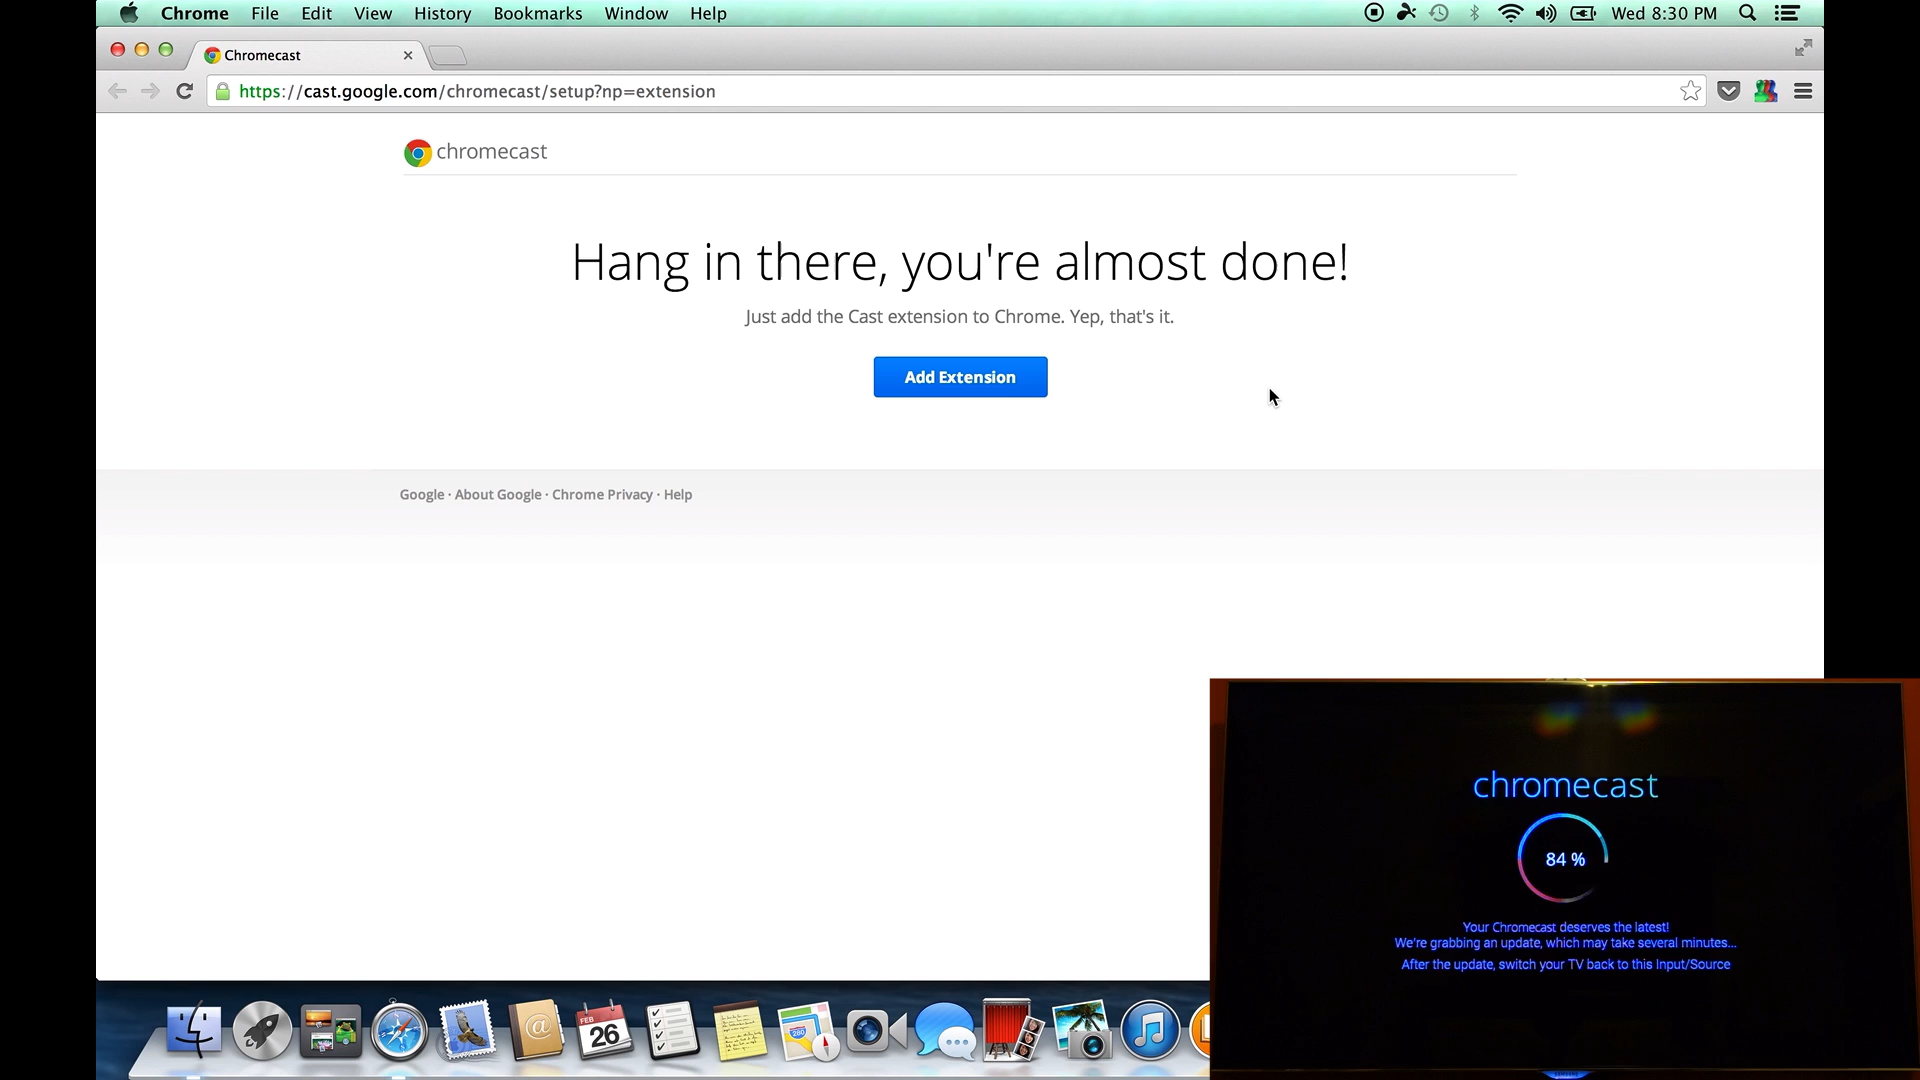 Chrome File Edit View History Bookmarks Window Help Wed 8:30 PM
Chromecast
https://cast.google.com/chromecast/setup?np=extension
chromecast
Hang in there, you're almost done!
Just add the Cast extension to Chrome. Yep, that's it.
Add Extension
Google · About Google · Chrome Privacy · Help
chromecast
84 %
Your Chromecast deserves the latest!
We're grabbing an update, which may take several minutes...
After the update, switch your TV back to this Input/Source
FEB
26
@
280